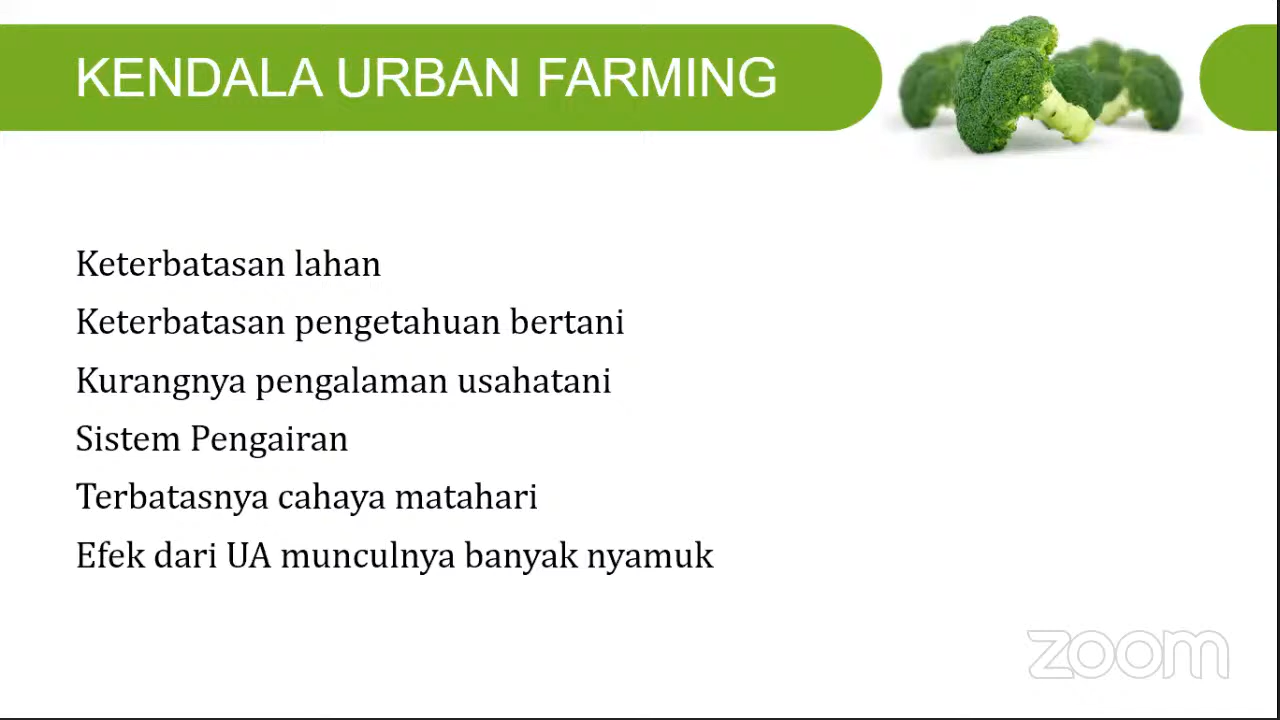 KENDALA URBAN FARMING
Keterbatasan lahan
Keterbatasan pengetahuan bertani
Kurangnya pengalaman usahatani
Sistem Pengairan
Terbatasnya cahaya matahari
Efek dari UA munculnya banyak nyamuk
zoom